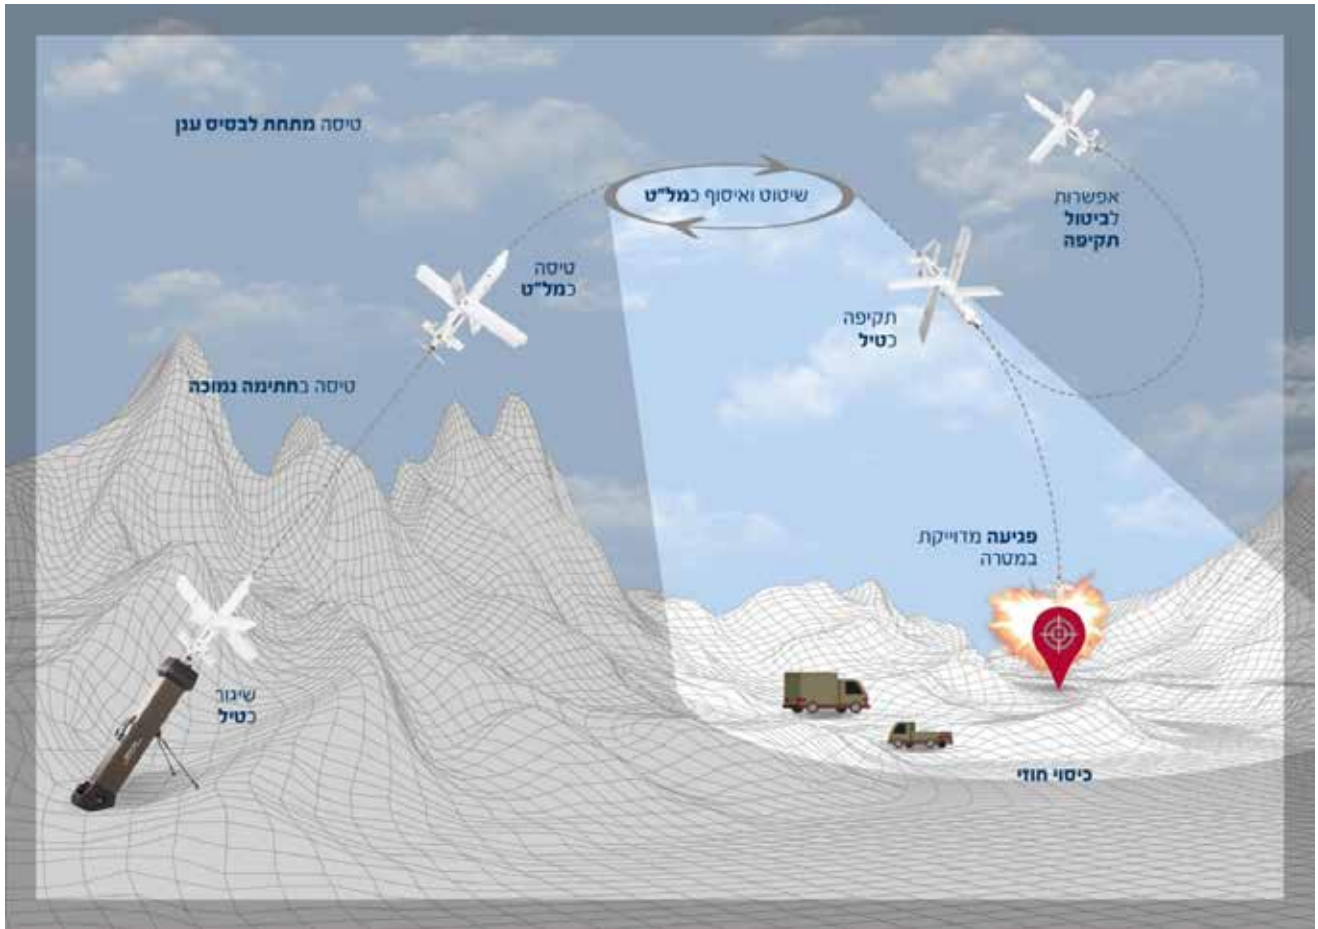 טיסה מתחת לבסיס ענן
אפשרות
לביטול
תקיפה
שיטוט ואיסוף כמל"ט
טיסה
כמל"ט
תקיפה
כטיל
טיסה בחתימה נמוכה
פגיעה מדוייקת
במטרה
שיגור
כטיל
כיסוי חוזי